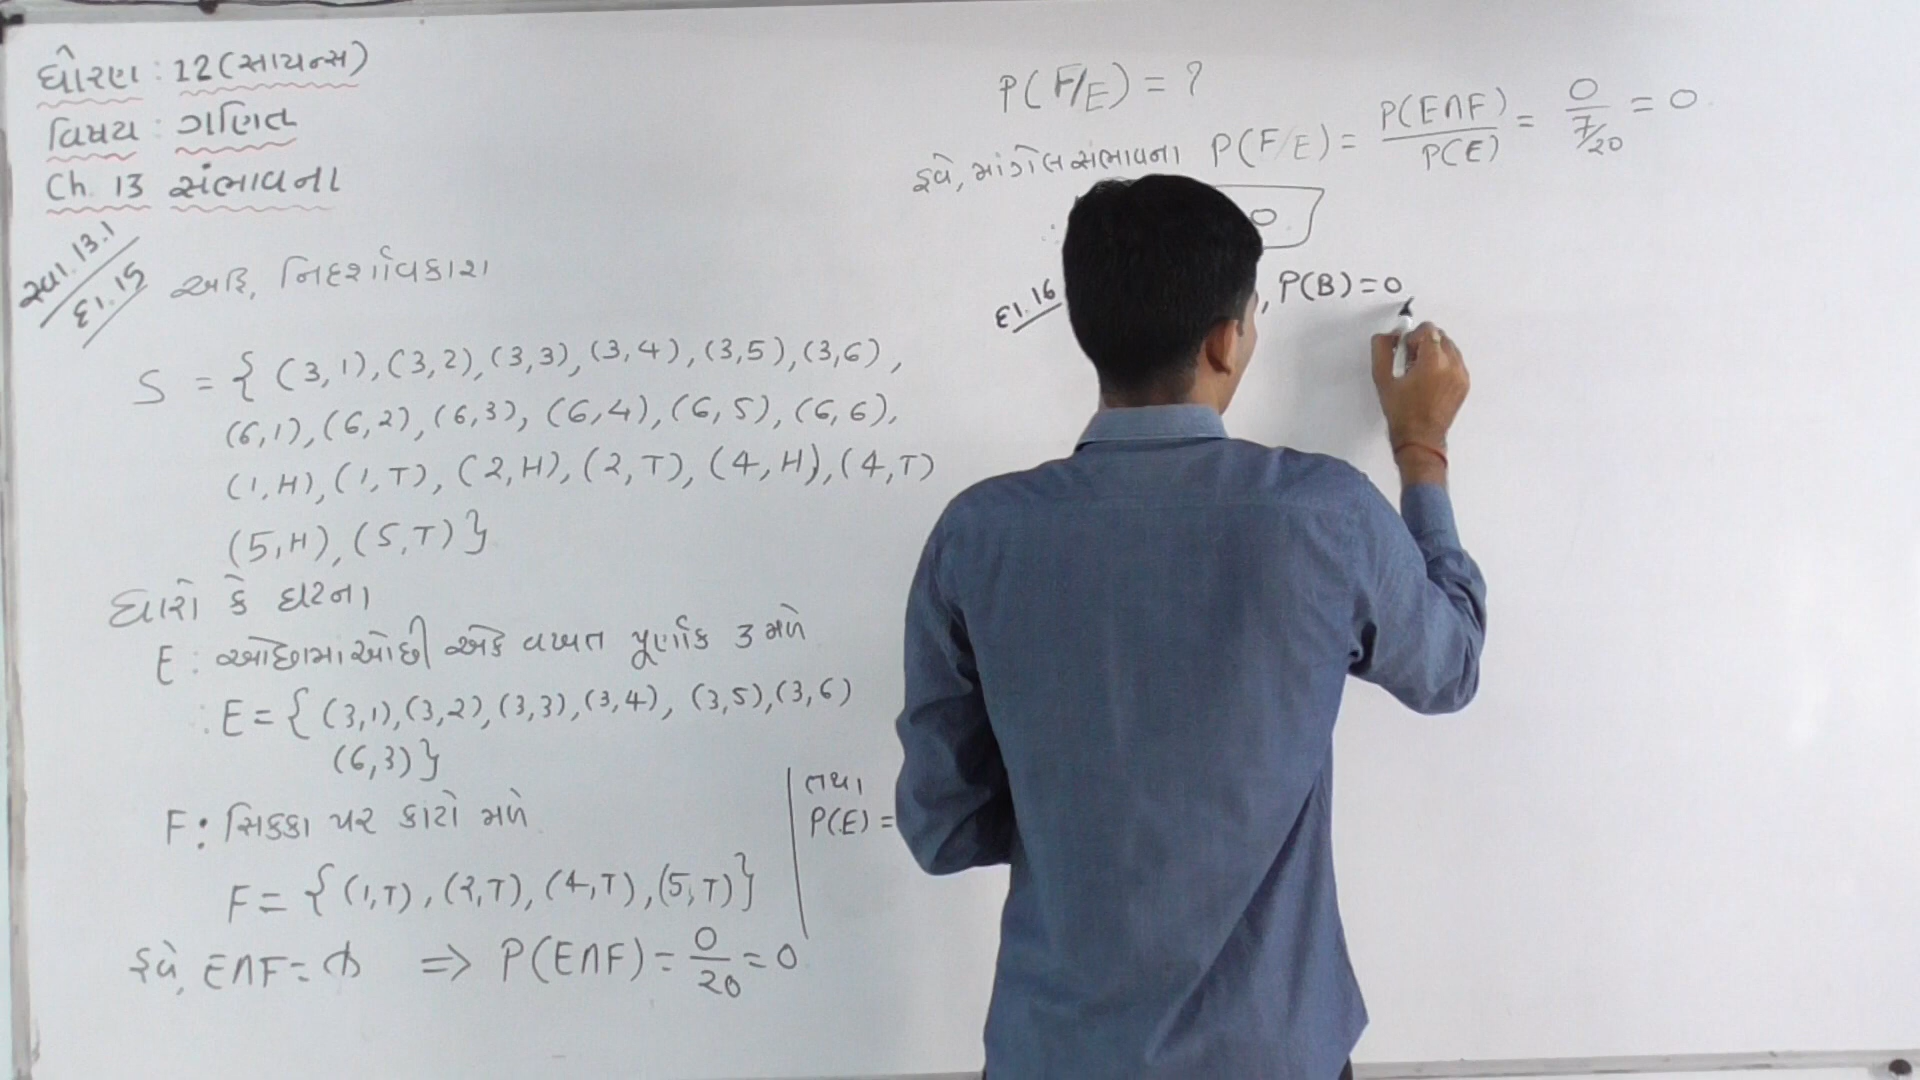 ધોરણ : 12 (સાયન્સ)
વિષય : ગણિત
Ch. 13 સંભાવના
સ્વા. 13.1
દા. 15
અહિં, નિદર્શાવકાશ
S = { (3,1), (3,2), (3,3), (3,4), (3,5), (3,6),
(6,1), (6,2), (6,3), (6,4), (6,5), (6,6),
(1,H), (1,T), (2,H), (2,T), (4,H), (4,T)
(5,H), (5,T) }
ધારો કે ઘટના
E : ઓછામાંઓછી એક વખત પૂર્ણાંક 3 મળે
∴ E = { (3,1), (3,2), (3,3), (3,4), (3,5), (3,6)
(6,3) }
F : સિક્કા પર કાટો મળે
F = { (1,T), (2,T), (4,T), (5,T) }
હવે, E∩F = ϕ ⇒ P(E∩F) = 0/20 = 0
તથા
P(E) =
P(F/E) = ?
હવે, માંગેલ સંભાવના P(F/E) = P(E∩F)/P(E) = 0/(7/20) = 0
∴ 0
દા. 16 , P(B) = 0